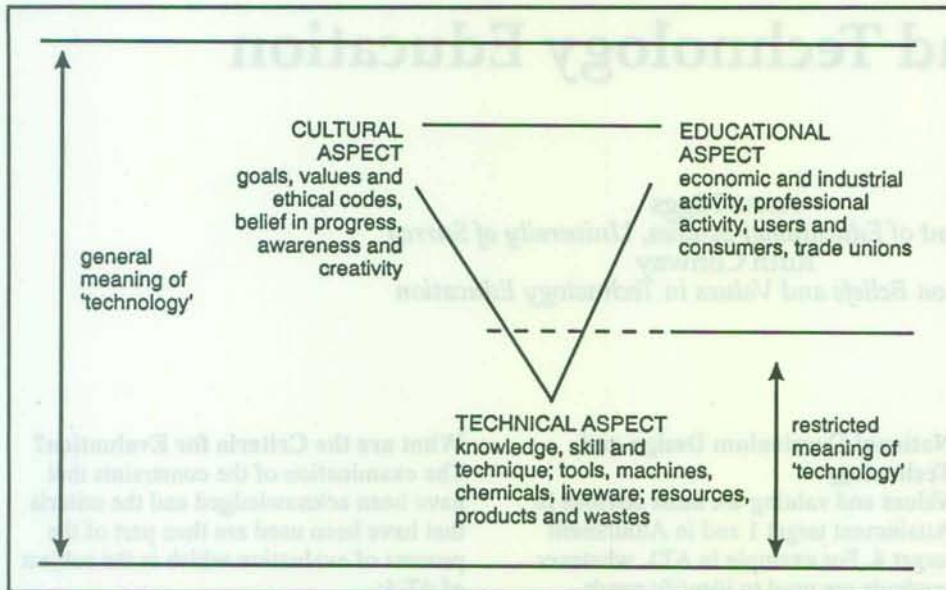 CULTURAL
ASPECT
goals, values and
ethical codes,
belief in progress,
awareness and
creativity
EDUCATIONAL
ASPECT
economic and industrial
activity, professional
activity, users and
consumers, trade unions
general
meaning of
'technology'
TECHNICAL ASPECT
knowledge, skill and
technique; tools, machines,
chemicals, liveware; resources,
products and wastes
restricted
meaning of
'technology'